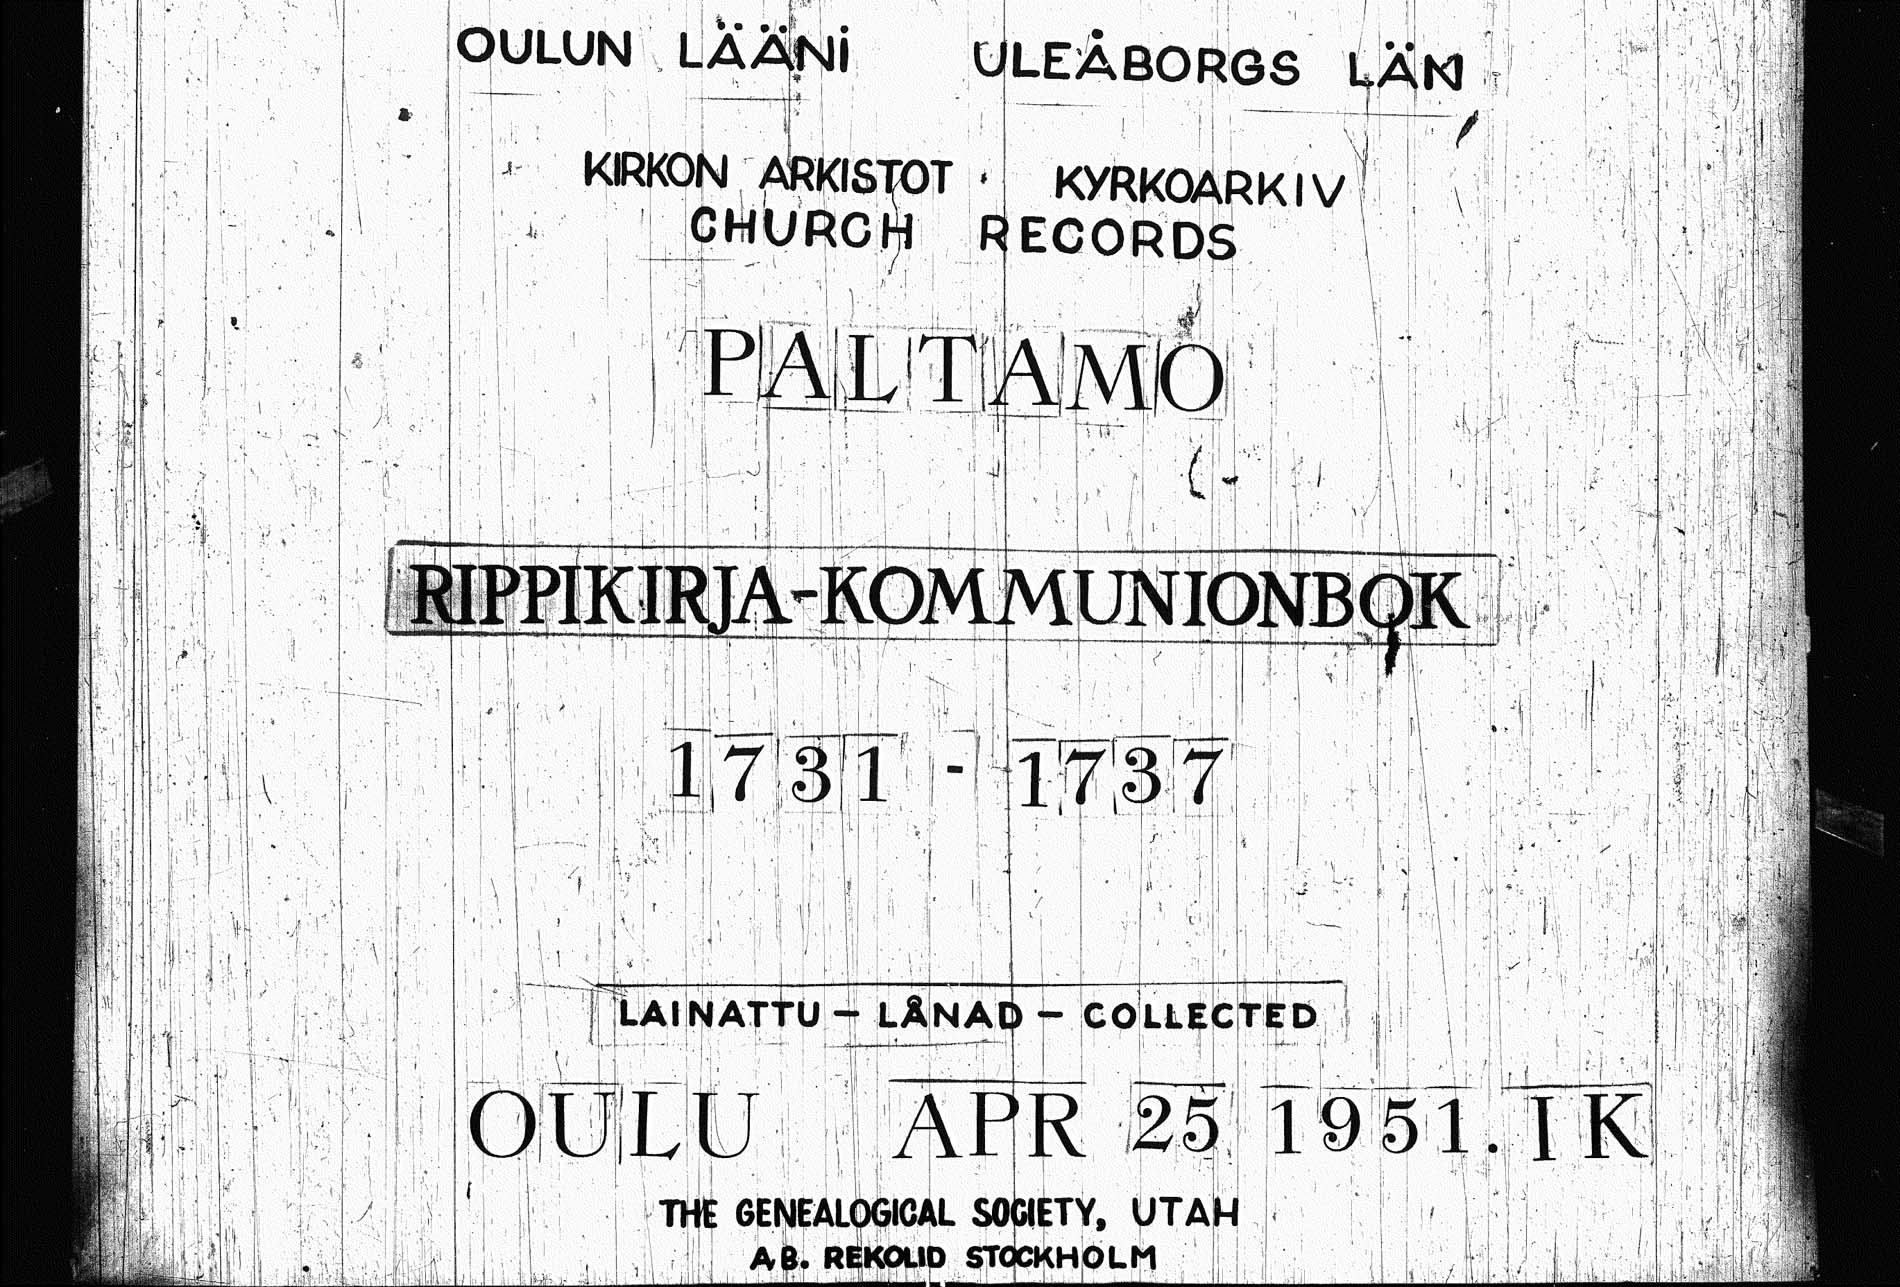 OULUN LÄÄNI ULEÅBORGS LÄN
KIRKON ARKISTOT · KYRKOARKIV
CHURCH RECORDS
PALTAMO
RIPPIKIRJA-KOMMUNIONBOK
1731 - 1737
LAINATTU - LÅNAD - COLLECTED
OULU APR 25 1951. IK
THE GENEALOGICAL SOCIETY, UTAH
A.B. REKOLID STOCKHOLM